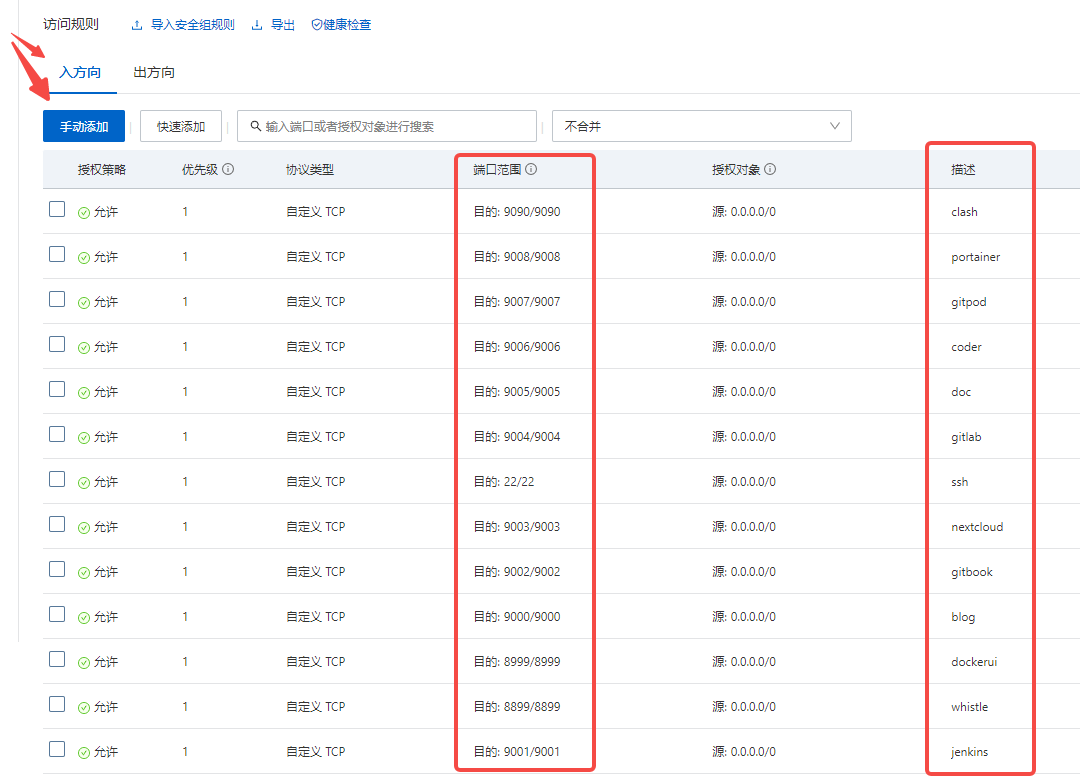 访问规则 导入安全组规则 导出 健康检查
入方向 出方向
手动添加 快速添加 输入端口或者授权对象进行搜索 不合并
授权策略 优先级 协议类型 端口范围 授权对象 描述
允许 1 自定义 TCP 目的: 9090/9090 源: 0.0.0.0/0 clash
允许 1 自定义 TCP 目的: 9008/9008 源: 0.0.0.0/0 portainer
允许 1 自定义 TCP 目的: 9007/9007 源: 0.0.0.0/0 gitpod
允许 1 自定义 TCP 目的: 9006/9006 源: 0.0.0.0/0 coder
允许 1 自定义 TCP 目的: 9005/9005 源: 0.0.0.0/0 doc
允许 1 自定义 TCP 目的: 9004/9004 源: 0.0.0.0/0 gitlab
允许 1 自定义 TCP 目的: 22/22 源: 0.0.0.0/0 ssh
允许 1 自定义 TCP 目的: 9003/9003 源: 0.0.0.0/0 nextcloud
允许 1 自定义 TCP 目的: 9002/9002 源: 0.0.0.0/0 gitbook
允许 1 自定义 TCP 目的: 9000/9000 源: 0.0.0.0/0 blog
允许 1 自定义 TCP 目的: 8999/8999 源: 0.0.0.0/0 dockerui
允许 1 自定义 TCP 目的: 8899/8899 源: 0.0.0.0/0 whistle
允许 1 自定义 TCP 目的: 9001/9001 源: 0.0.0.0/0 jenkins